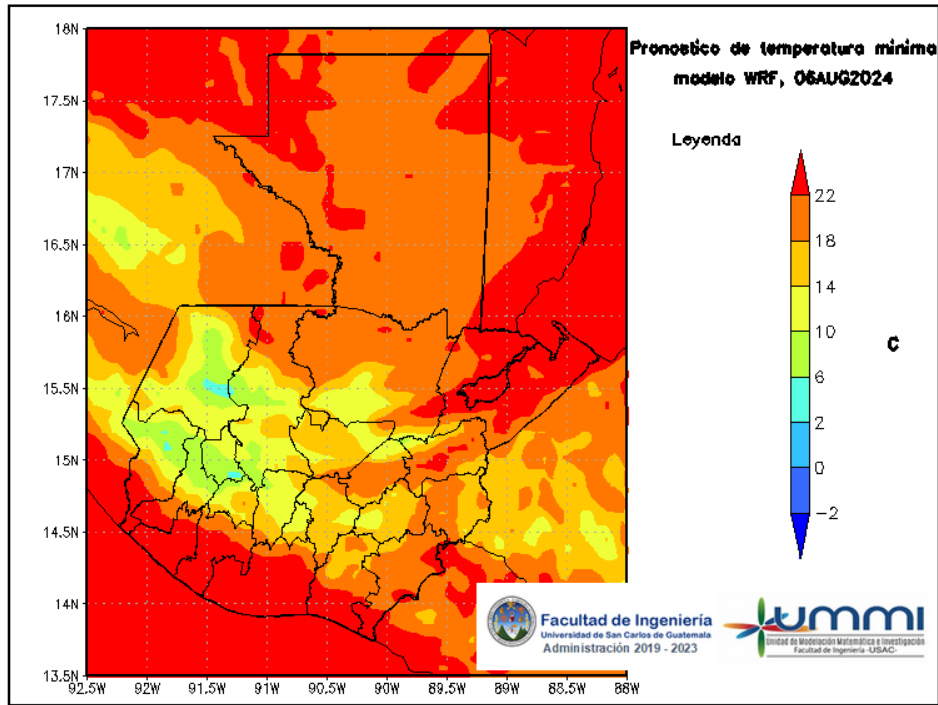 Pronostico de temperatura minima
modelo WRF, 06AUG2024
Leyenda
22
18
14
10
6
2
0
−2
C
18N
17.5N
17N
16.5N
16N
15.5N
15N
14.5N
14N
13.5N
92.5W
92W
91.5W
91W
90.5W
90W
89.5W
89W
88.5W
88W
Facultad de Ingeniería
Universidad de San Carlos de Guatemala
Administración 2019 - 2023
UMMI
Unidad de Modelación Matemática e Investigación
Facultad de Ingeniería -USAC-